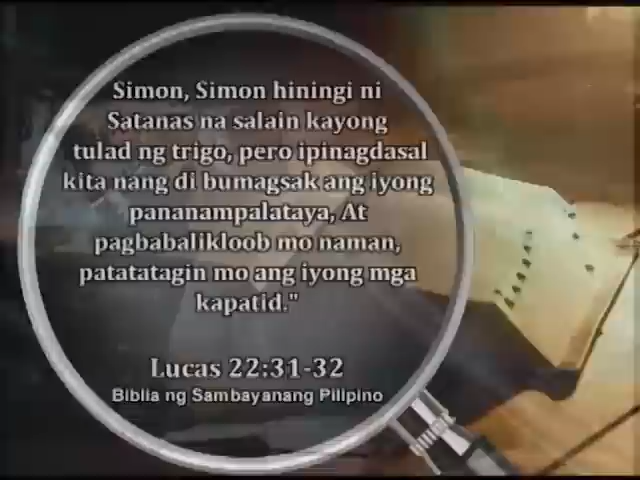 Simon, Simon hiningi ni
Satanas na salain kayong
tulad ng trigo, pero ipinagdasal
kita nang di bumagsak ang iyong
pananampalataya, At
pagbabalikloob mo naman,
patatatagin mo ang iyong mga
kapatid."
Lucas 22:31-32
Biblia ng Sambayanang Pilipino